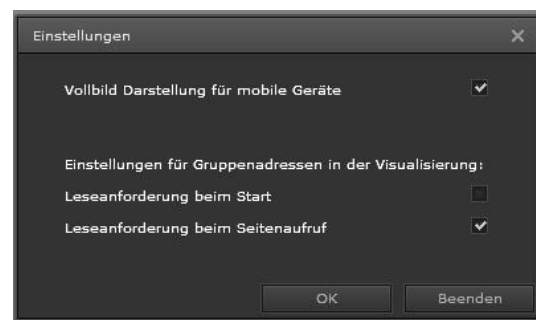 Einstellungen
Vollbild Darstellung für mobile Geräte
Einstellungen für Gruppenadressen in der Visualisierung:
Leseanforderung beim Start
Leseanforderung beim Seitenaufruf
OK Beenden